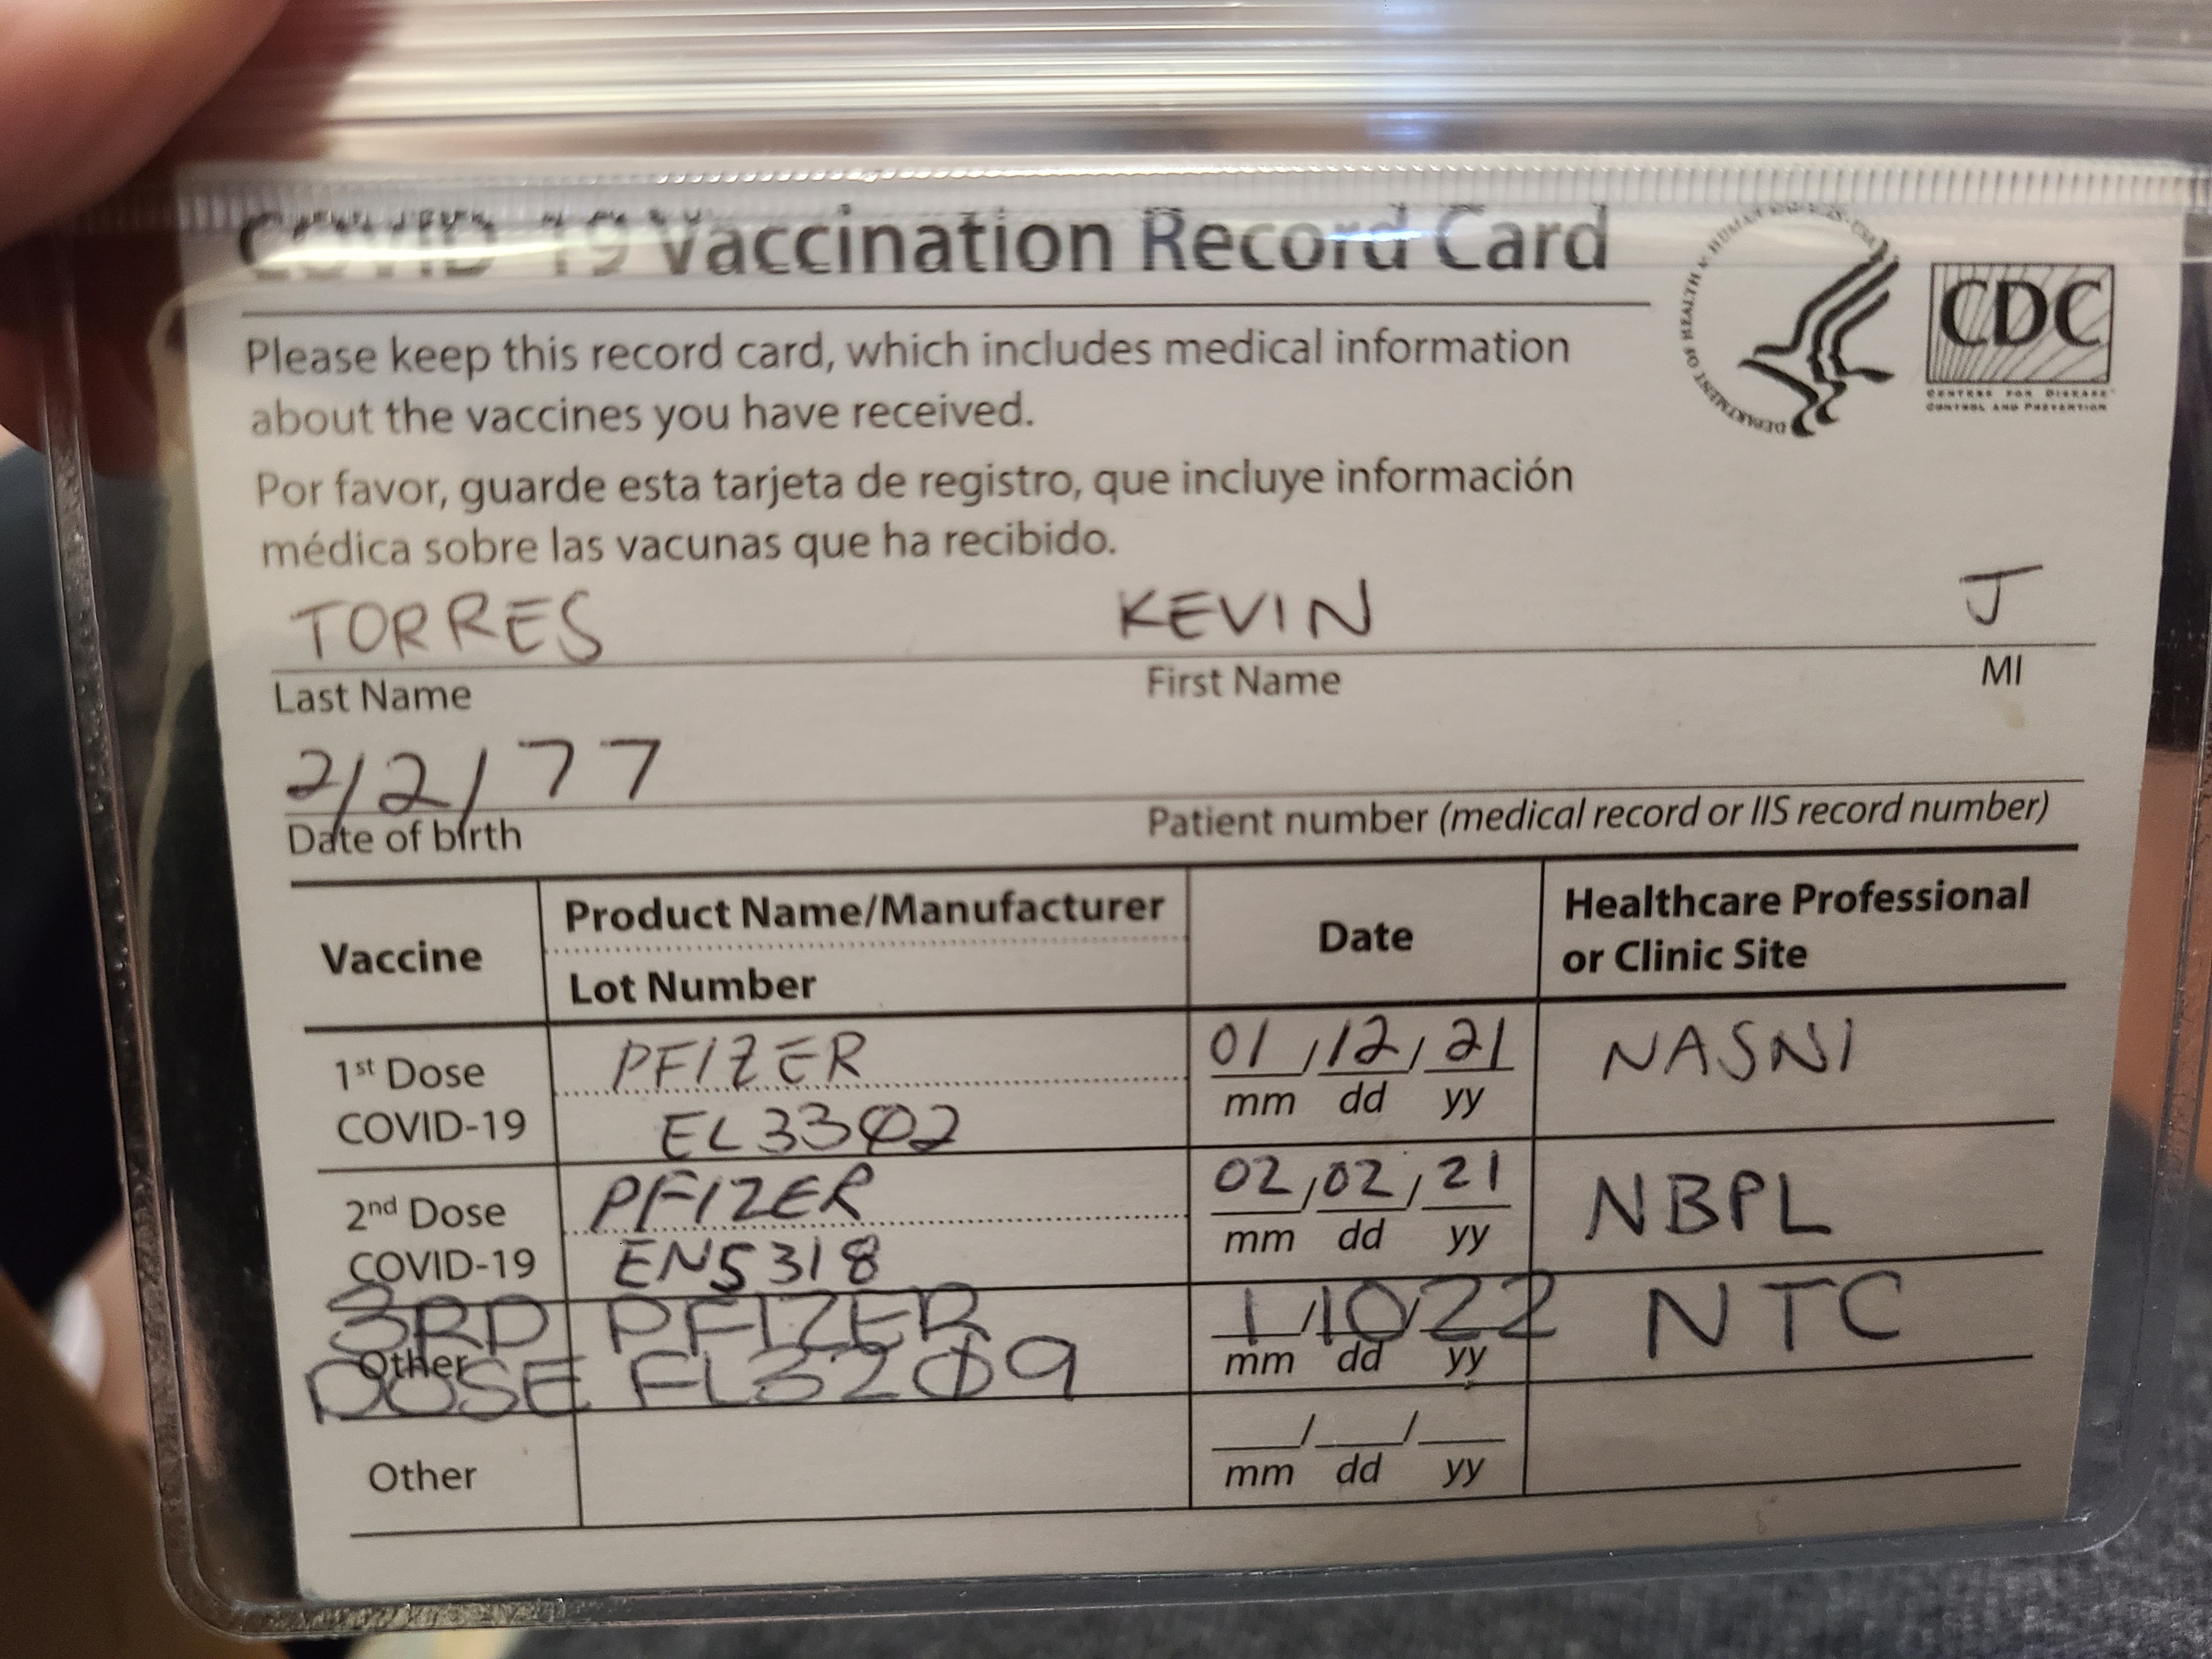 COVID-19 Vaccination Record Card
Please keep this record card, which includes medical information
about the vaccines you have received.
Por favor, guarde esta tarjeta de registro, que incluye información
médica sobre las vacunas que ha recibido.
DEPARTMENT OF HEALTH & HUMAN
CDC
CENTERS FOR DISEASE
CONTROL AND PREVENTION
TORRES KEVIN J
Last Name First Name MI
2/2/77
Date of birth Patient number (medical record or IIS record number)
Vaccine Product Name/Manufacturer Date Healthcare Professional
Lot Number or Clinic Site
1st Dose PFIZER 01/12/21 NASNI
mm dd yy
COVID-19 EL3302
2nd Dose PFIZER 02/02/21 NBPL
mm dd yy
COVID-19 EN5318
3RD PFIZER 1/10/22 NTC
Other mm dd yy
DOSE FL3209
Other / /
mm dd yy